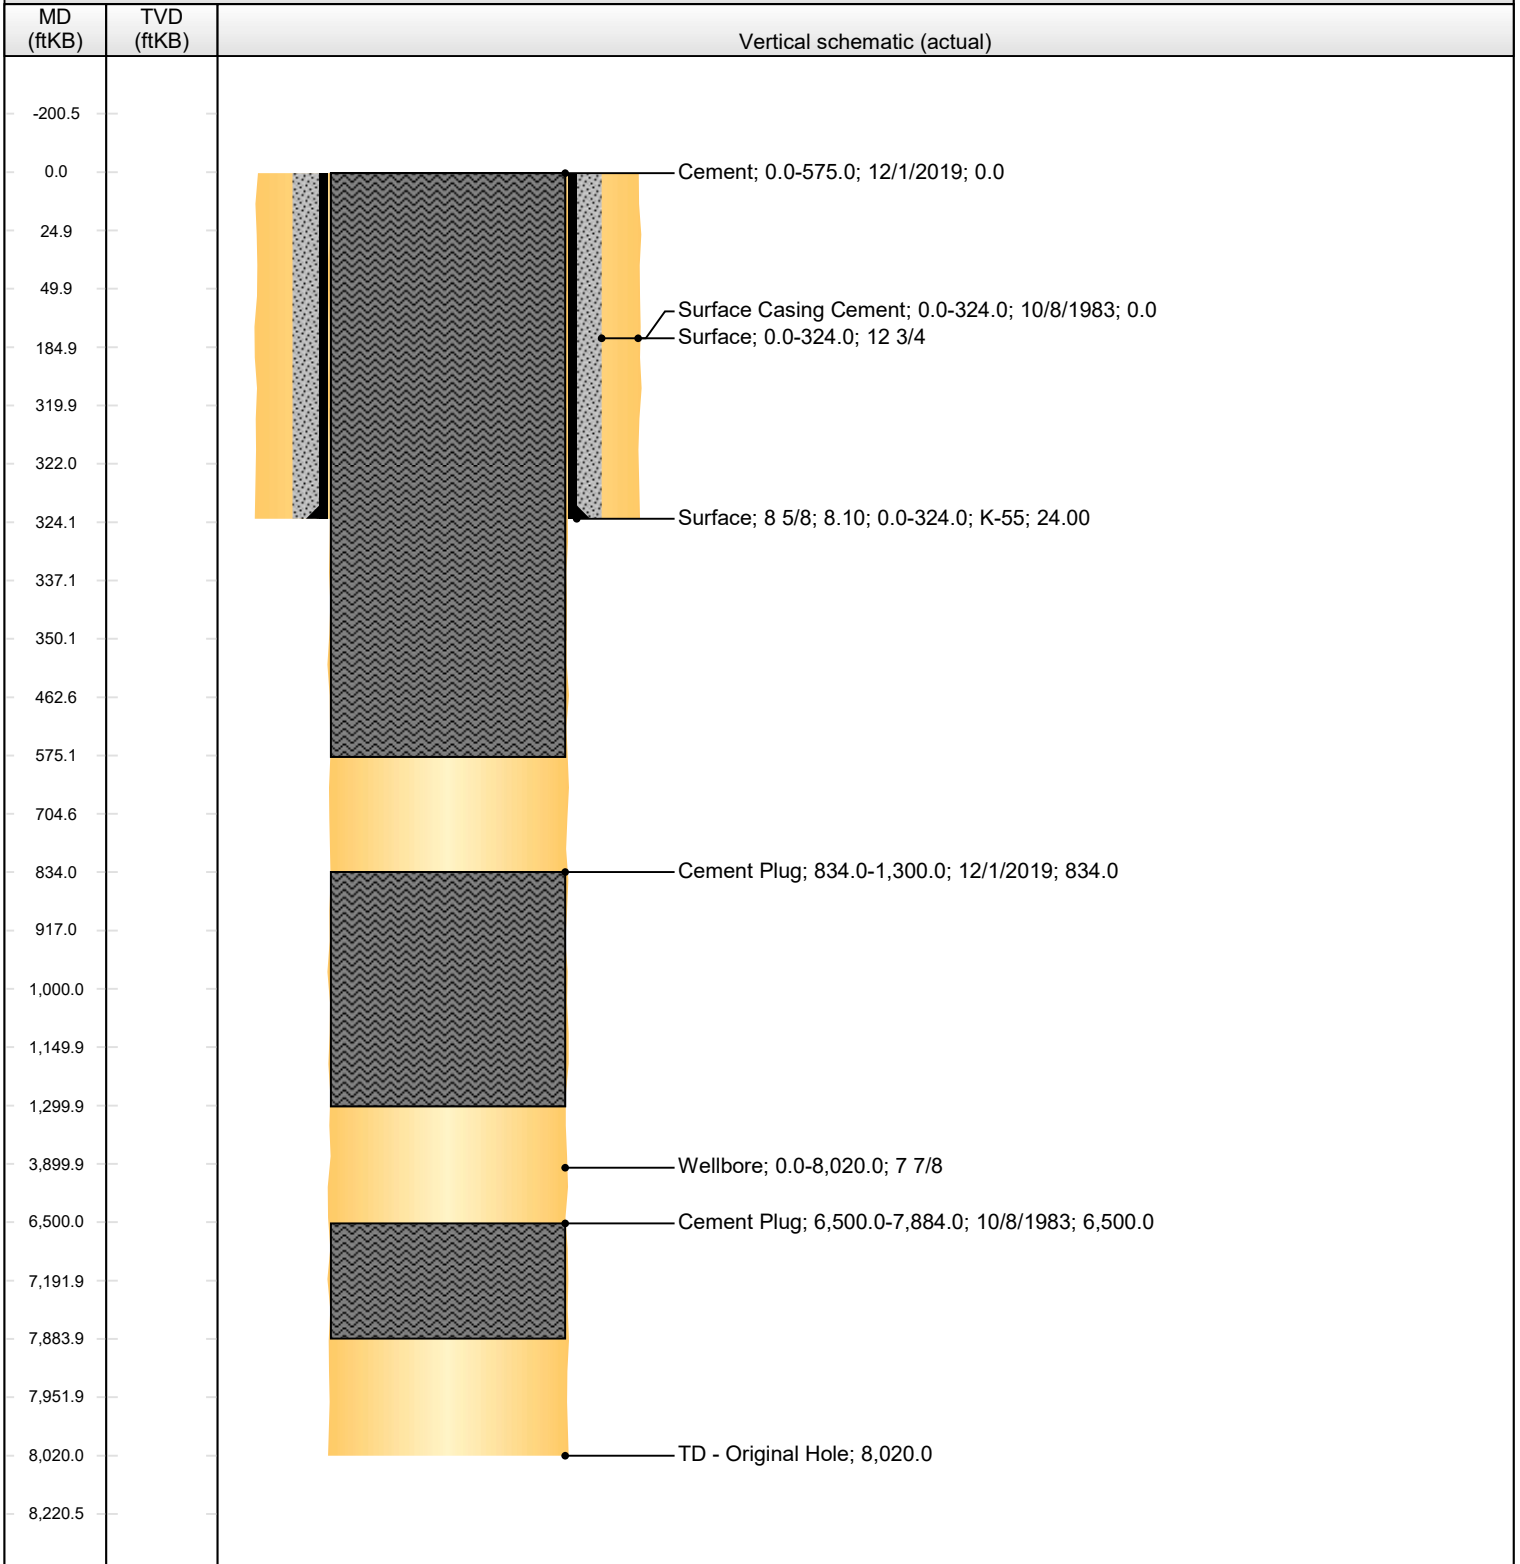 MD
(ftKB)
TVD
(ftKB)
Vertical schematic (actual)
-200.5
0.0
Cement; 0.0-575.0; 12/1/2019; 0.0
24.9
49.9
Surface Casing Cement; 0.0-324.0; 10/8/1983; 0.0
Surface; 0.0-324.0; 12 3/4
184.9
319.9
322.0
324.1
Surface; 8 5/8; 8.10; 0.0-324.0; K-55; 24.00
337.1
350.1
462.6
575.1
704.6
834.0
Cement Plug; 834.0-1,300.0; 12/1/2019; 834.0
917.0
1,000.0
1,149.9
1,299.9
3,899.9
Wellbore; 0.0-8,020.0; 7 7/8
6,500.0
Cement Plug; 6,500.0-7,884.0; 10/8/1983; 6,500.0
7,191.9
7,883.9
7,951.9
8,020.0
TD - Original Hole; 8,020.0
8,220.5